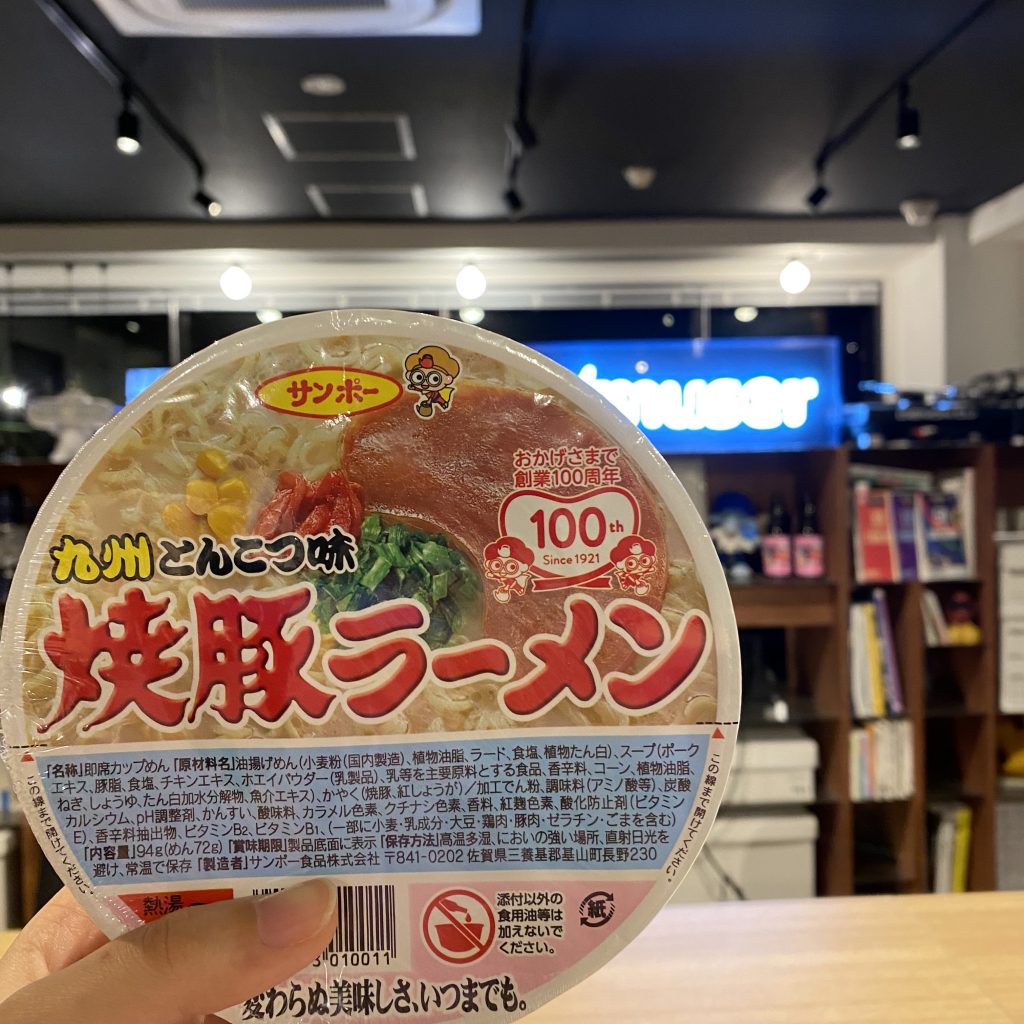 サンポー
おかげさまで
創業100周年
100th
Since 1921
九州とんこつ味
焼豚ラーメン
「名称」即席カップめん「原材料名」油揚げめん(小麦粉(国内製造)、植物油脂、ラード、食塩、植物たん白)、スープ(ポーク
エキス、豚脂、食塩、チキンエキス、ホエイパウダー(乳製品)、乳等を主要原料とする食品、香辛料、コーン、植物油脂、
ねぎ、しょうゆ、たん白加水分解物、魚介エキス)、かやく(焼豚、紅しょうが)/加工でん粉、調味料(アミノ酸等)、炭酸
カルシウム、pH調整剤、かんすい、酸味料、カラメル色素、クチナシ色素、香料、紅麹色素、酸化防止剤(ビタミン
E)、香辛料抽出物、ビタミンB2、ビタミンB1、(一部に小麦・乳成分・大豆・鶏肉・豚肉・ゼラチン・ごまを含む)
「内容量」94g(めん72g)「賞味期限」製品底面に表示「保存方法」高温多湿、においの強い場所、直射日光を
避け、常温で保存「製造者」サンポー食品株式会社 〒841-0202 佐賀県三養基郡基山町長野230
この線まで開けてください。
この線まで開けてください。
熱湯
010011
添付以外の
食用油等は
加えないで
ください。
紙
変わらぬ美味しさ、いつまでも。